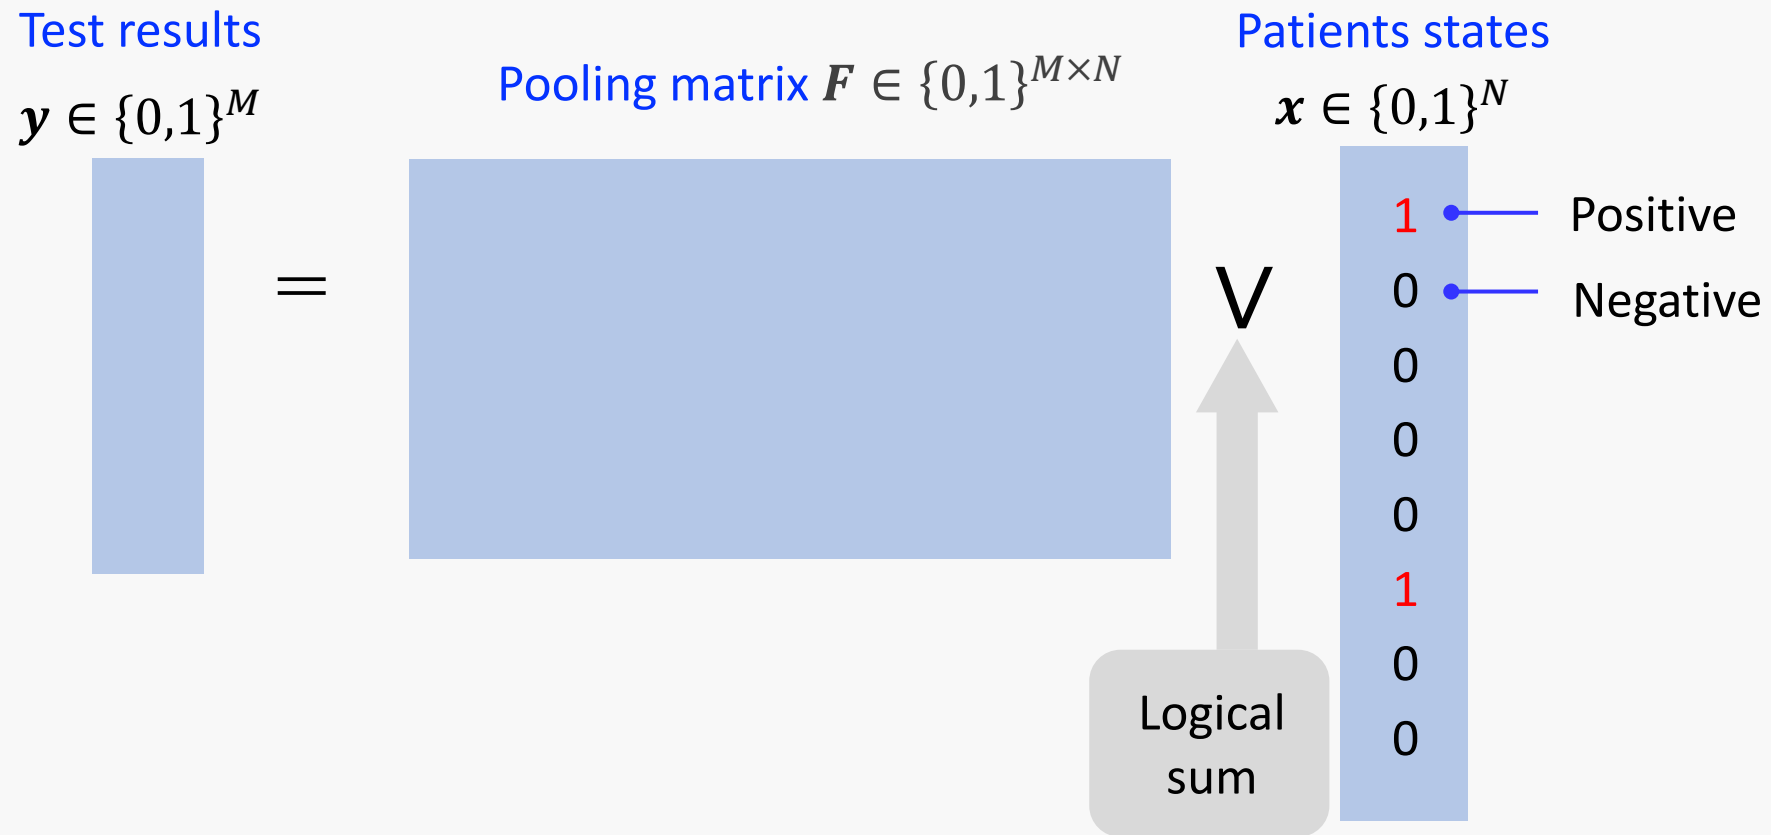 Test results
y ∈ {0,1}^M
Pooling matrix F ∈ {0,1}^{M×N}
Patients states
x ∈ {0,1}^N
=
∨
1
0
0
0
0
1
0
0
Positive
Negative
Logical
sum